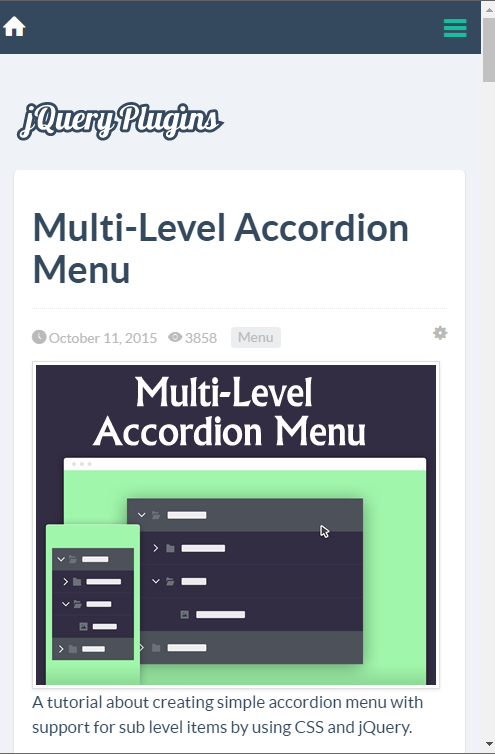 jQuery Plugins
Multi-Level Accordion
Menu
October 11, 2015 3858 Menu
Multi-Level
Accordion Menu
A tutorial about creating simple accordion menu with
support for sub level items by using CSS and jQuery.